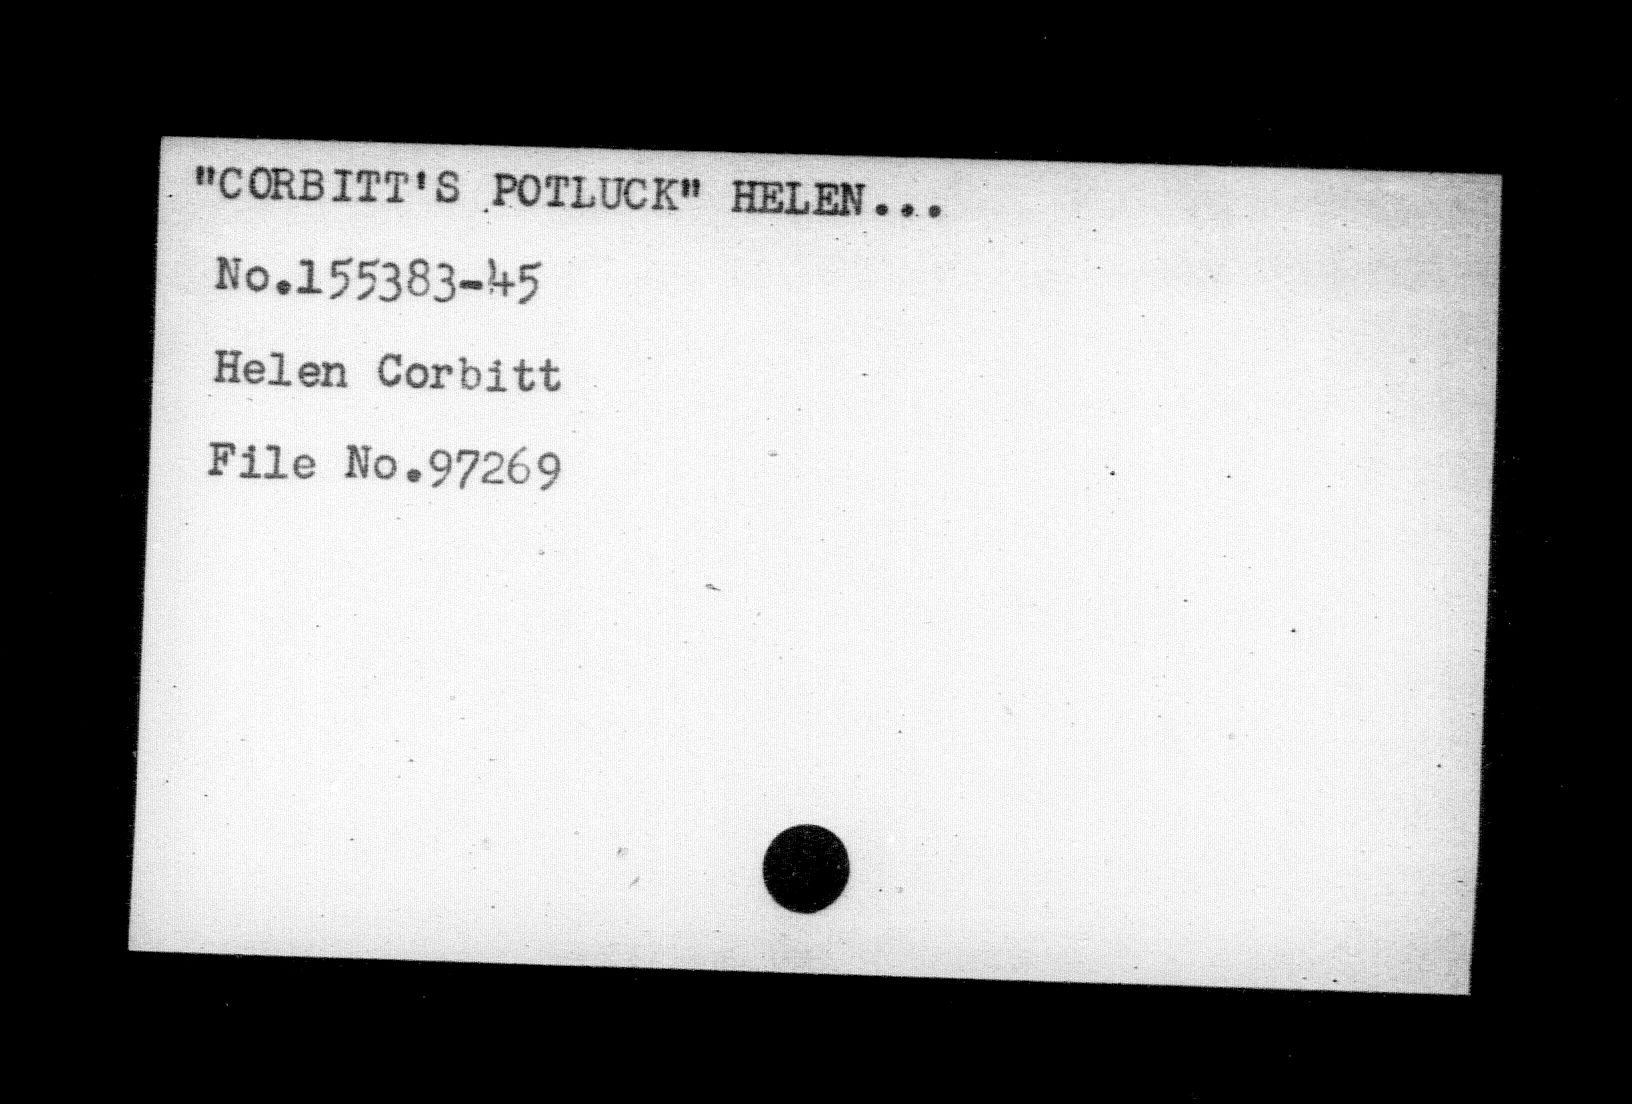 "CORBITT'S POTLUCK" HELEN...
No.155383-45
Helen Corbitt
File No.97269